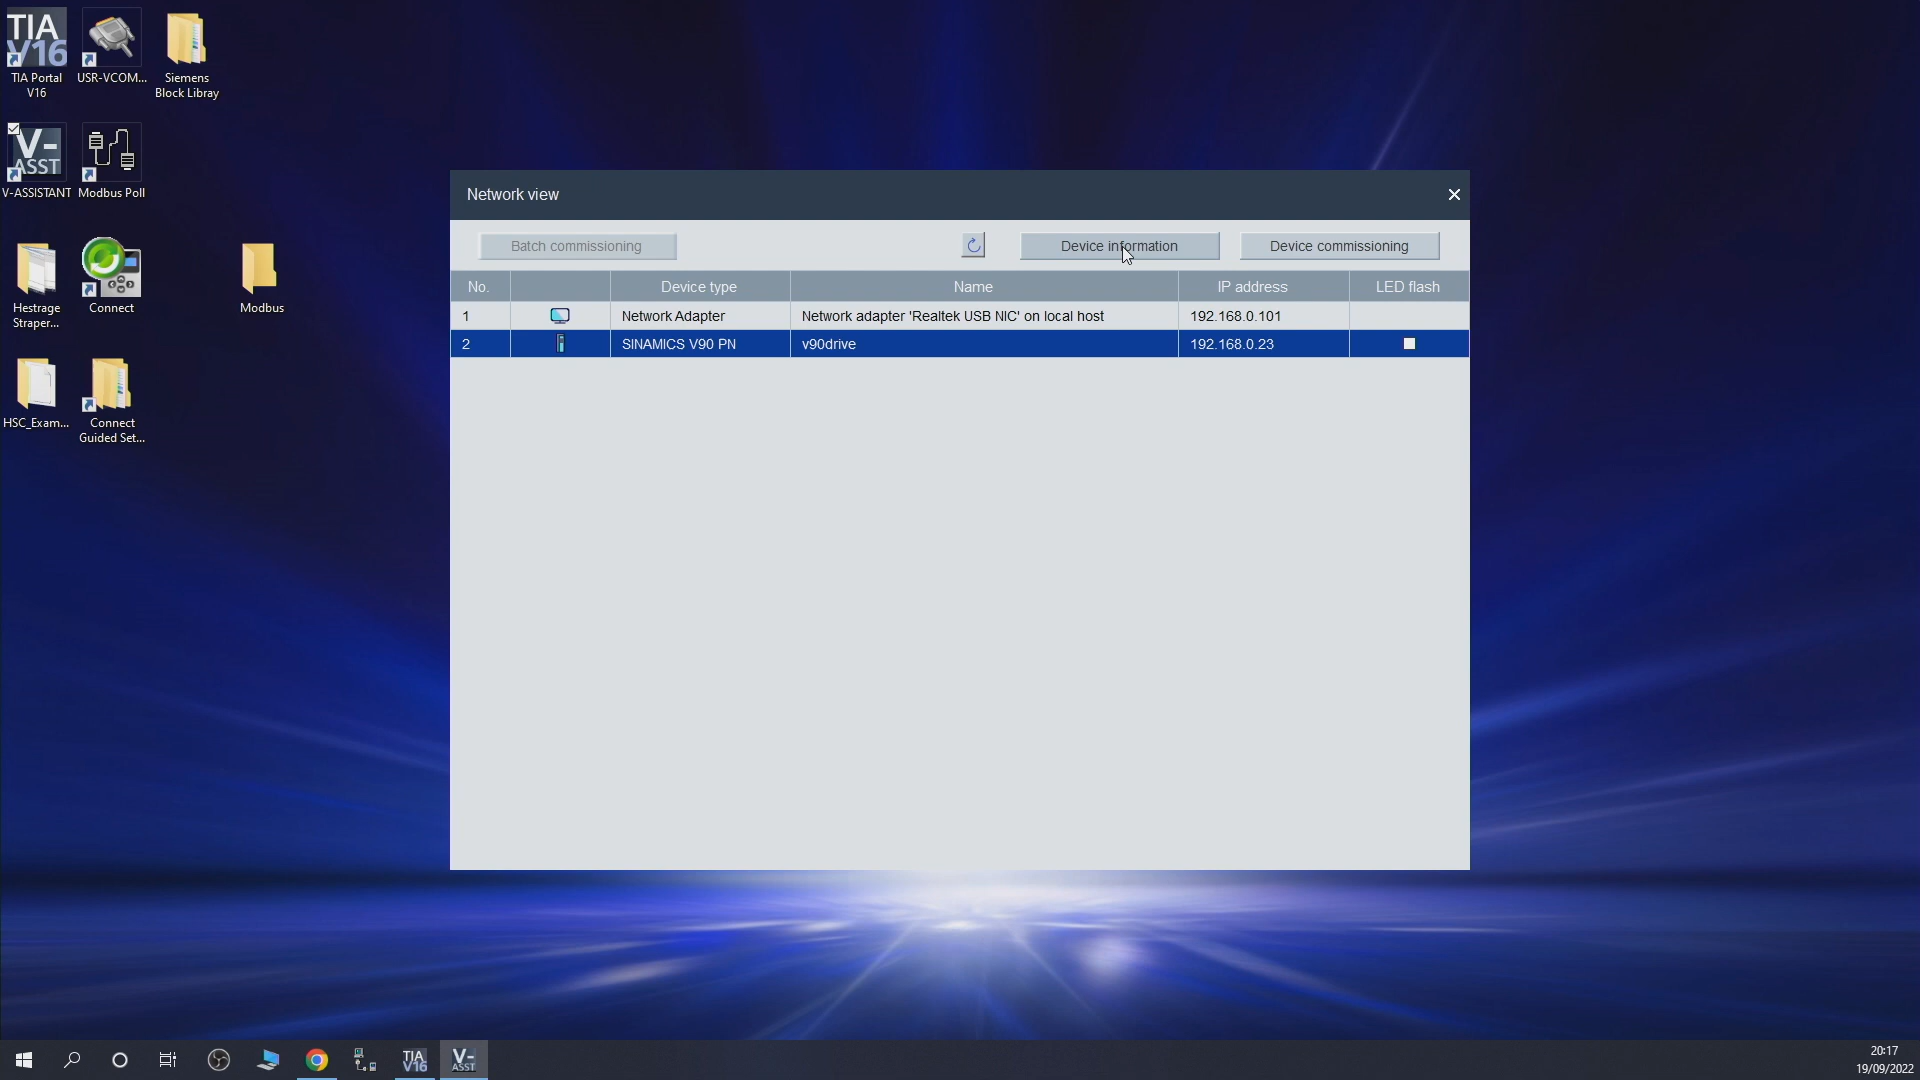 TIA
V16
TIA Portal
V16
USR-VCOM...
Siemens
Block Libray
V-
ASST
V-ASSISTANT
Modbus Poll
Hestrage
Straper...
Connect
Modbus
HSC_Exam...
Connect
Guided Set...
Network view
Batch commissioning
Device information
Device commissioning
No. Device type Name IP address LED flash
1 Network Adapter Network adapter 'Realtek USB NIC' on local host 192.168.0.101
2 SINAMICS V90 PN v90drive 192.168.0.23
TIA
V16
V-
ASST
20:17
19/09/2022